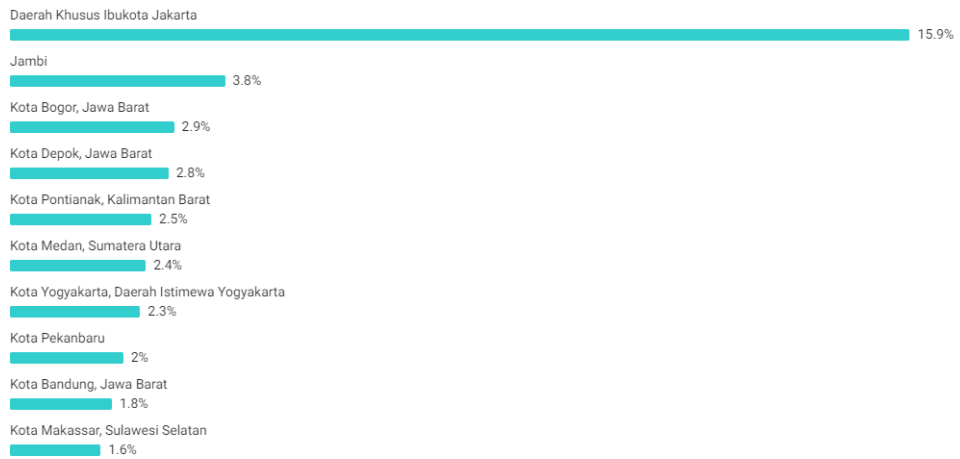 Daerah Khusus Ibukota Jakarta
15.9%
Jambi
3.8%
Kota Bogor, Jawa Barat
2.9%
Kota Depok, Jawa Barat
2.8%
Kota Pontianak, Kalimantan Barat
2.5%
Kota Medan, Sumatera Utara
2.4%
Kota Yogyakarta, Daerah Istimewa Yogyakarta
2.3%
Kota Pekanbaru
2%
Kota Bandung, Jawa Barat
1.8%
Kota Makassar, Sulawesi Selatan
1.6%